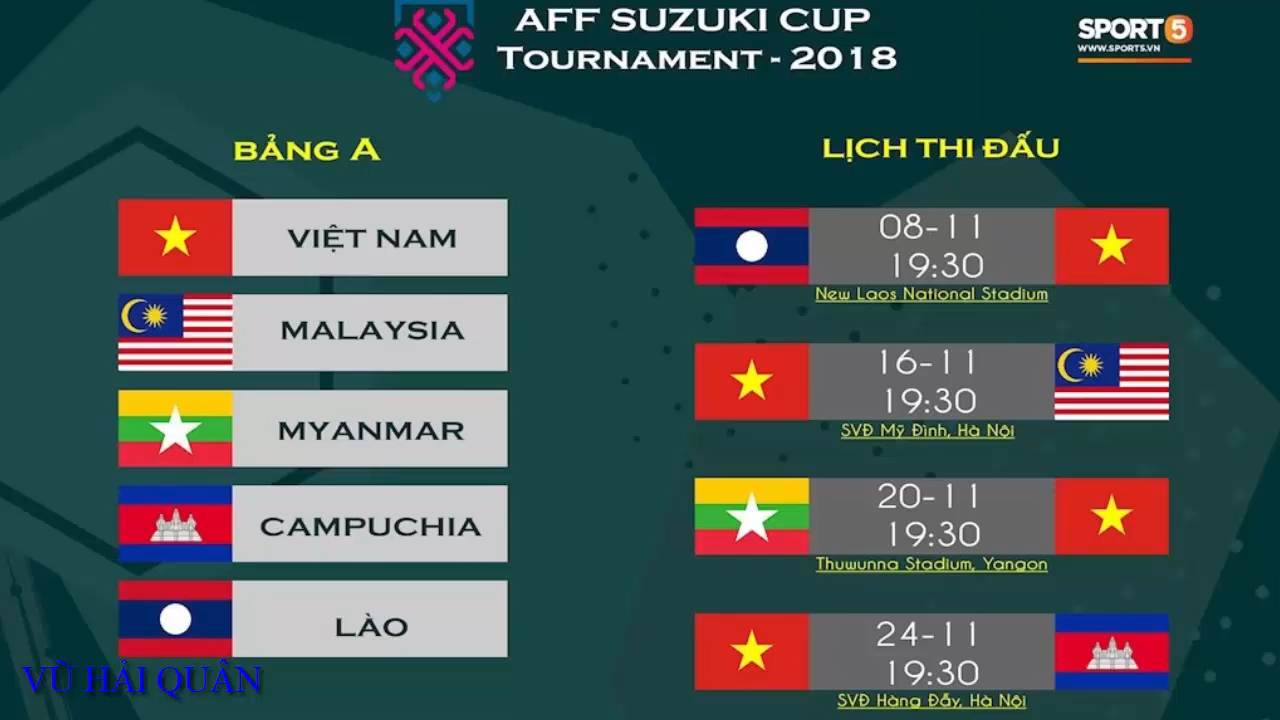 AFF SUZUKI CUP
TOURNAMENT - 2018
SPORT 5
WWW.SPORT5.VN
BẢNG A
VIỆT NAM
MALAYSIA
MYANMAR
CAMPUCHIA
LÀO
LỊCH THI ĐẤU
08-11
19:30
New Laos National Stadium
16-11
19:30
SVĐ Mỹ Đình, Hà Nội
20-11
19:30
Thuwunna Stadium, Yangon
24-11
19:30
SVĐ Hàng Đẫy, Hà Nội
VŨ HẢI QUÂN